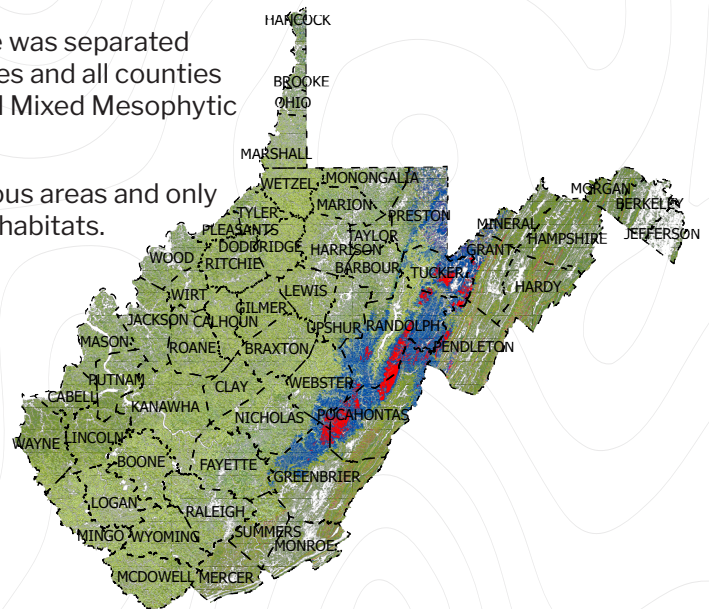 e was separated
es and all counties
d Mixed Mesophytic
ous areas and only
habitats.
HANCOCK
BROOKE
OHIO
MARSHALL
WETZEL
MONONGALIA
MORGAN
BERKELEY
TYLER
MARION
PRESTON
PLEASANTS
MINERAL
JEFFERSON
TAYLOR
DODDRIDGE
HARRISON
GRANT
HAMPSHIRE
WOOD
RITCHIE
BARBOUR
TUCKER
HARDY
WIRT
LEWIS
GILMER
JACKSON
CALHOUN
UPSHUR
RANDOLPH
MASON
ROANE
BRAXTON
PENDLETON
PUTNAM
CLAY
WEBSTER
CABELL
KANAWHA
NICHOLAS
POCAHONTAS
WAYNE
LINCOLN
BOONE
FAYETTE
GREENBRIER
LOGAN
RALEIGH
MINGO
WYOMING
SUMMERS
MONROE
MCDOWELL
MERCER